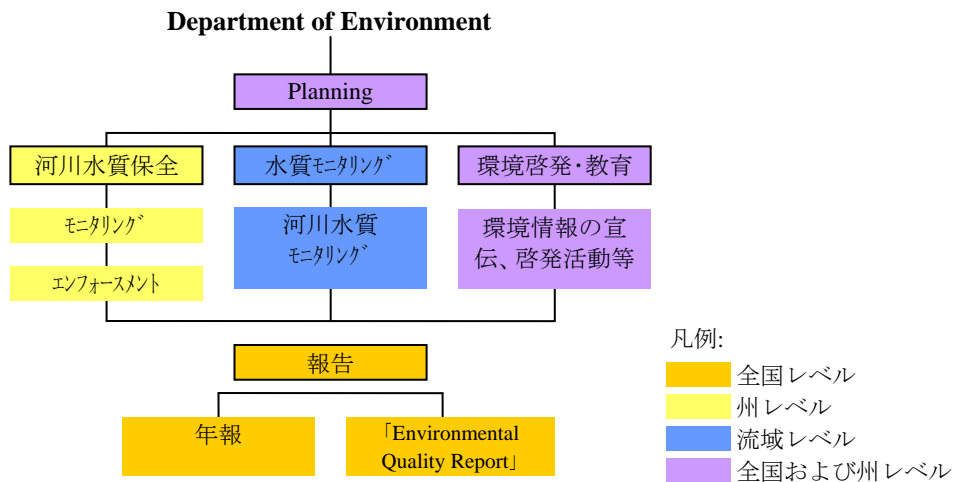 Department of Environment
Planning
河川水質保全
水質ﾓﾆﾀﾘﾝｸﾞ
環境啓発・教育
ﾓﾆﾀﾘﾝｸﾞ
ｴﾝﾌｫｰｽﾒﾝﾄ
河川水質
ﾓﾆﾀﾘﾝｸﾞ
環境情報の宣
伝、啓発活動等
報告
年報
「Environmental
Quality Report」
凡例:
全国レベル
州レベル
流域レベル
全国および州レベル